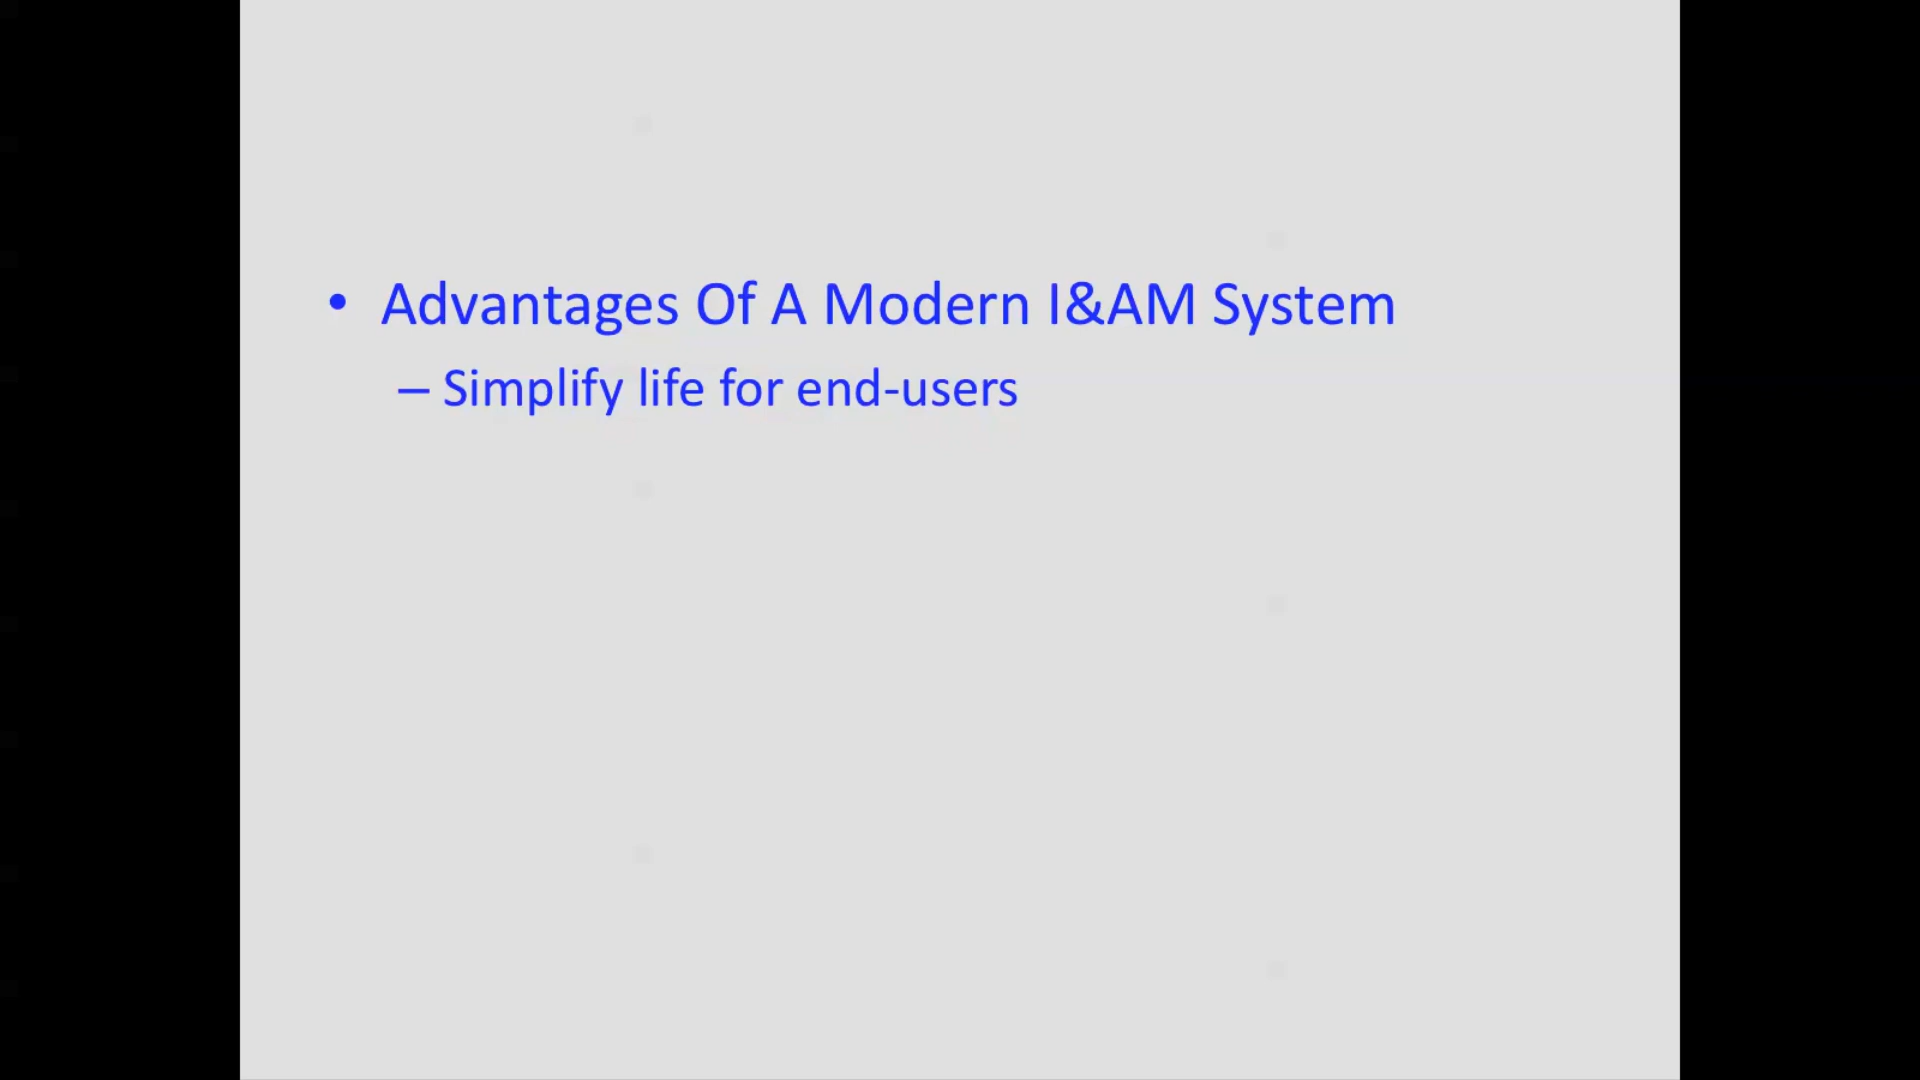 • Advantages Of A Modern I&AM System
– Simplify life for end-users